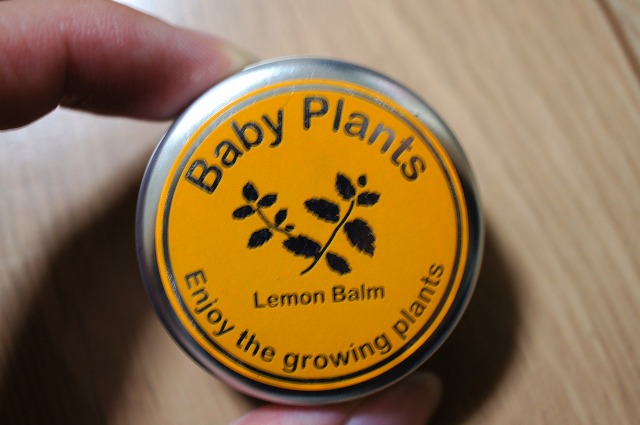 Baby Plants
Lemon Balm
Enjoy the growing plants